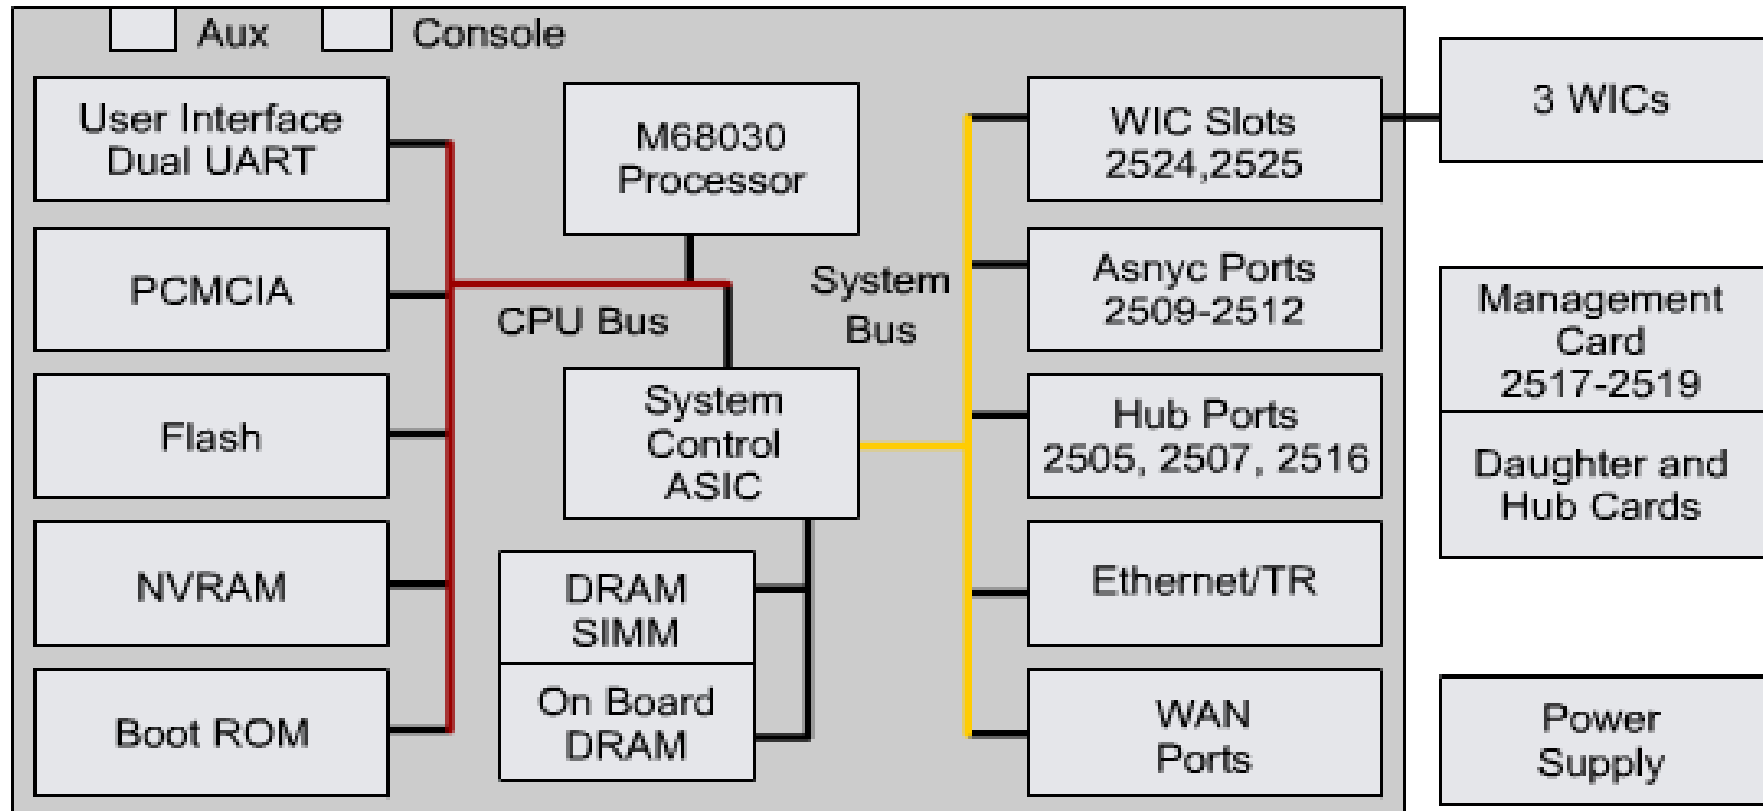 Aux
Console
User Interface
Dual UART
PCMCIA
Flash
NVRAM
Boot ROM
M68030
Processor
CPU Bus
System
Control
ASIC
DRAM
SIMM
On Board
DRAM
System
Bus
WIC Slots
2524,2525
Asnyc Ports
2509-2512
Hub Ports
2505, 2507, 2516
Ethernet/TR
WAN
Ports
3 WICs
Management
Card
2517-2519
Daughter and
Hub Cards
Power
Supply